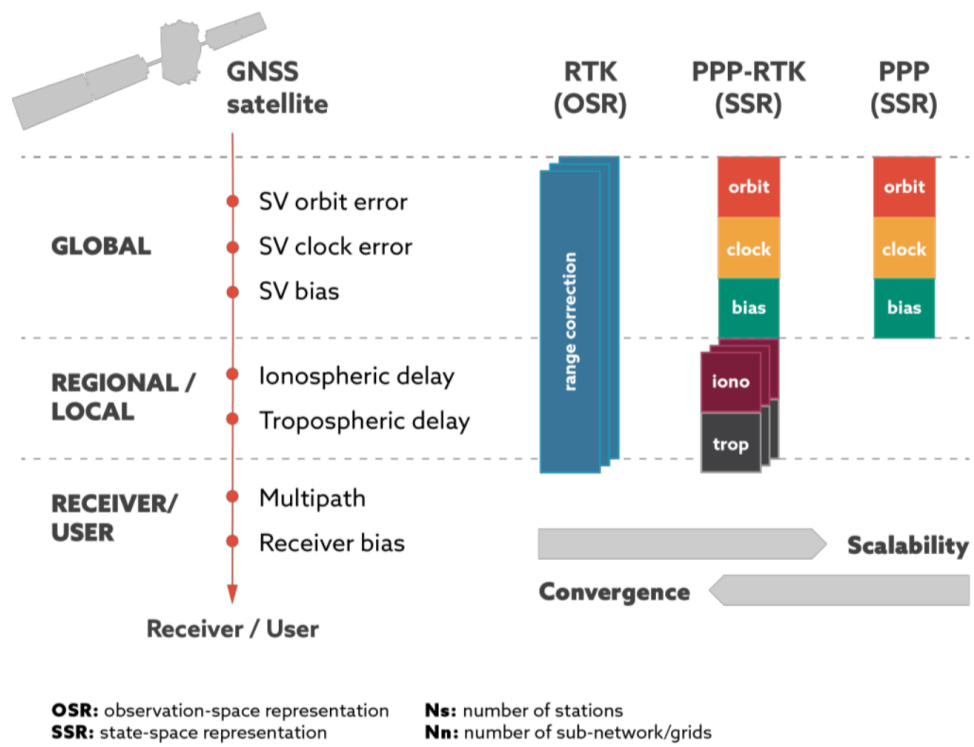 GNSS
satellite
RTK
(OSR)
PPP-RTK
(SSR)
PPP
(SSR)
GLOBAL
SV orbit error
SV clock error
SV bias
range correction
orbit
clock
bias
orbit
clock
bias
REGIONAL /
LOCAL
Ionospheric delay
Tropospheric delay
iono
trop
RECEIVER/
USER
Multipath
Receiver bias
Scalability
Convergence
Receiver / User
OSR: observation-space representation
SSR: state-space representation
Ns: number of stations
Nn: number of sub-network/grids